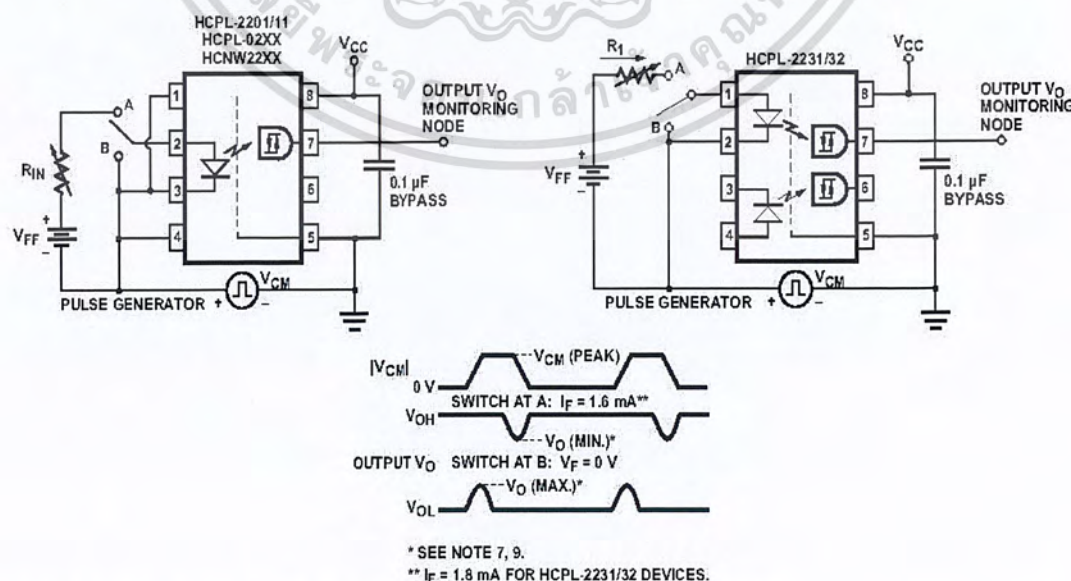 HCPL-2201/11
HCPL-02XX
HCNW22XX
VCC
1
2
3
4
8
7
6
5
A
B
RIN
VFF
+
–
OUTPUT VO
MONITORING
NODE
0.1 µF
BYPASS
PULSE GENERATOR
+
–
VCM
R1
A
B
HCPL-2231/32
VCC
1
2
3
4
8
7
6
5
VFF
+
–
OUTPUT VO
MONITORING
NODE
0.1 µF
BYPASS
PULSE GENERATOR
+
–
VCM
|VCM|
0 V
VCM (PEAK)
SWITCH AT A: IF = 1.6 mA**
VOH
VO (MIN.)*
OUTPUT VO
SWITCH AT B: VF = 0 V
VO (MAX.)*
VOL
* SEE NOTE 7, 9.
** IF = 1.8 mA FOR HCPL-2231/32 DEVICES.